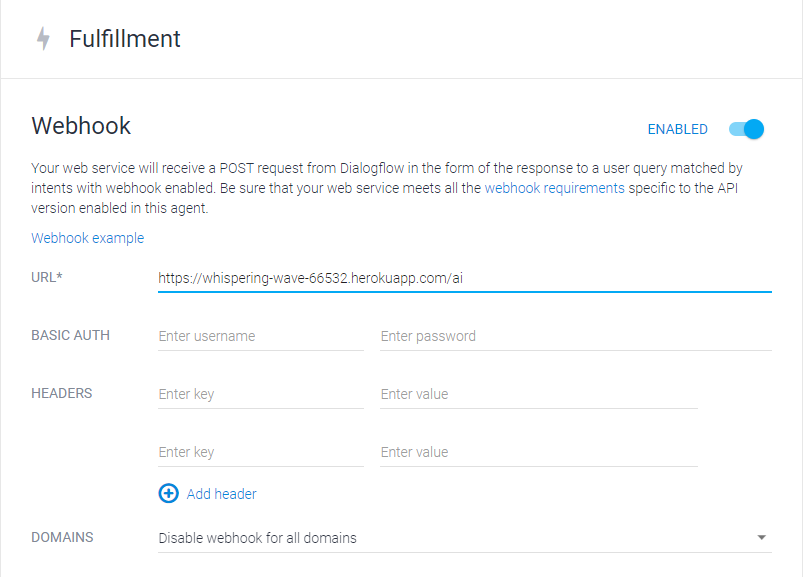 Fulfillment
Webhook
ENABLED
Your web service will receive a POST request from Dialogflow in the form of the response to a user query matched by
intents with webhook enabled. Be sure that your web service meets all the webhook requirements specific to the API
version enabled in this agent.
Webhook example
URL* https://whispering-wave-66532.herokuapp.com/ai
BASIC AUTH Enter username Enter password
HEADERS Enter key Enter value
Enter key Enter value
Add header
DOMAINS Disable webhook for all domains